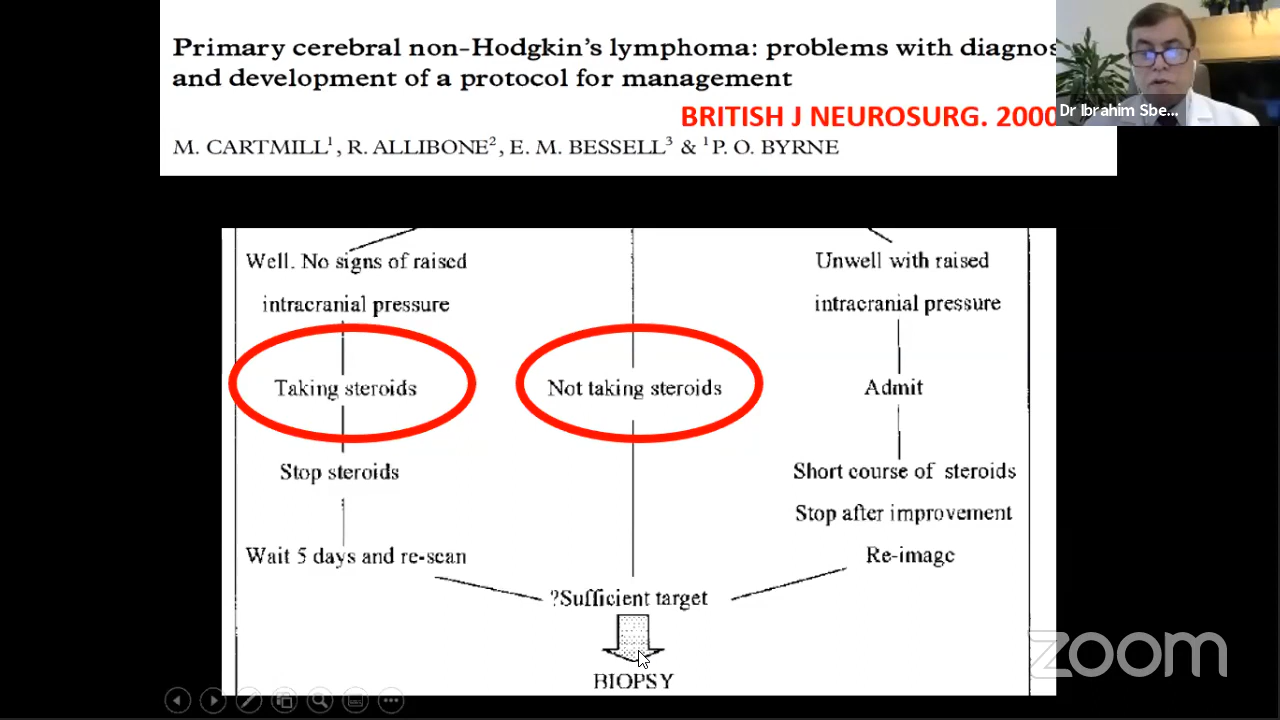 Primary cerebral non-Hodgkin's lymphoma: problems with diagnos
and development of a protocol for management
BRITISH J NEUROSURG. 2000
M. CARTMILL¹, R. ALLIBONE², E. M. BESSELL³ & ¹P. O. BYRNE
Dr Ibrahim Sbe...
Well. No signs of raised
intracranial pressure
Taking steroids
Stop steroids
Wait 5 days and re-scan
Not taking steroids
Unwell with raised
intracranial pressure
Admit
Short course of steroids
Stop after improvement
Re-image
?Sufficient target
BIOPSY
zoom